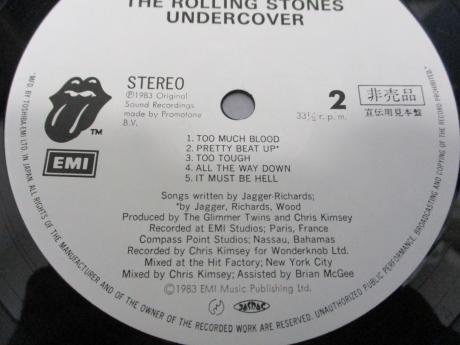 THE ROLLING STONES
UNDERCOVER
STEREO
℗1983 Original
Sound Recordings
made by Promotone
B.V.
2
33⅓ r. p. m.
非売品
宣伝用見本盤
TM
EMI
1. TOO MUCH BLOOD
2. PRETTY BEAT UP*
3. TOO TOUGH
4. ALL THE WAY DOWN
5. IT MUST BE HELL
Songs written by Jagger-Richards;
*by Jagger, Richards, Wood
Produced by The Glimmer Twins and Chris Kimsey
Recorded at EMI Studios; Paris, France
Compass Point Studios; Nassau, Bahamas
Recorded by Chris Kimsey for Wonderknob Ltd.
Mixed at the Hit Factory; New York City
Mixed by Chris Kimsey; Assisted by Brian McGee
©1983 EMI Music Publishing Ltd.
JASRAC
"M'F'D BY TOSHIBA EMI LTD. IN JAPAN. ALL RIGHTS OF THE MANUFACTURER AND OF THE OWNER OF THE RECORDED WORK ARE RESERVED. UNAUTHORIZED PUBLIC PERFORMANCE, BROADCASTING AND COPYING OF THE RECORD PROHIBITED."